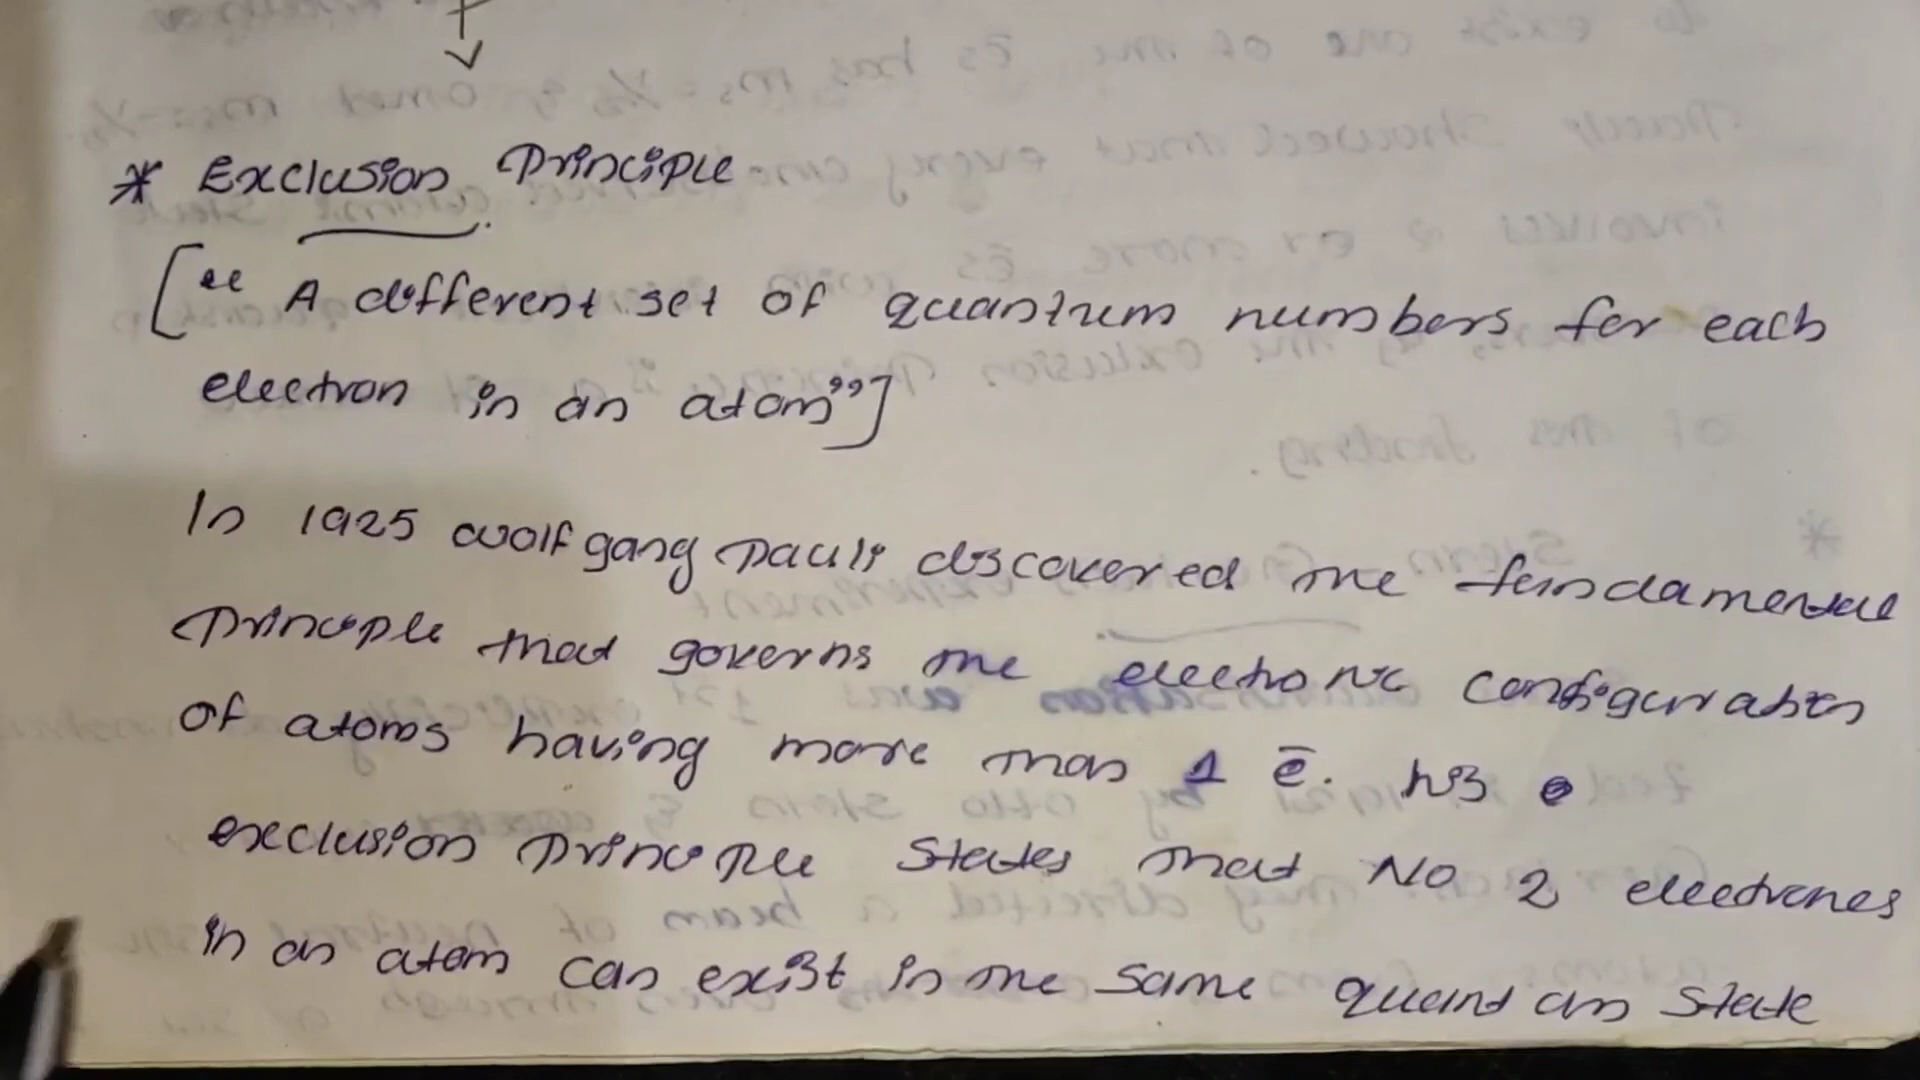 * Exclusion Principle
[“ A different set of quantum numbers for each
electron in an atom”]
In 1925 wolfgang Pauli discovered the fundamental
Principle that governs the electronic configuration
of atoms having more than 1 e̅. his
exclusion principle states that No 2 electrones
in an atom can exist in the same quantum state